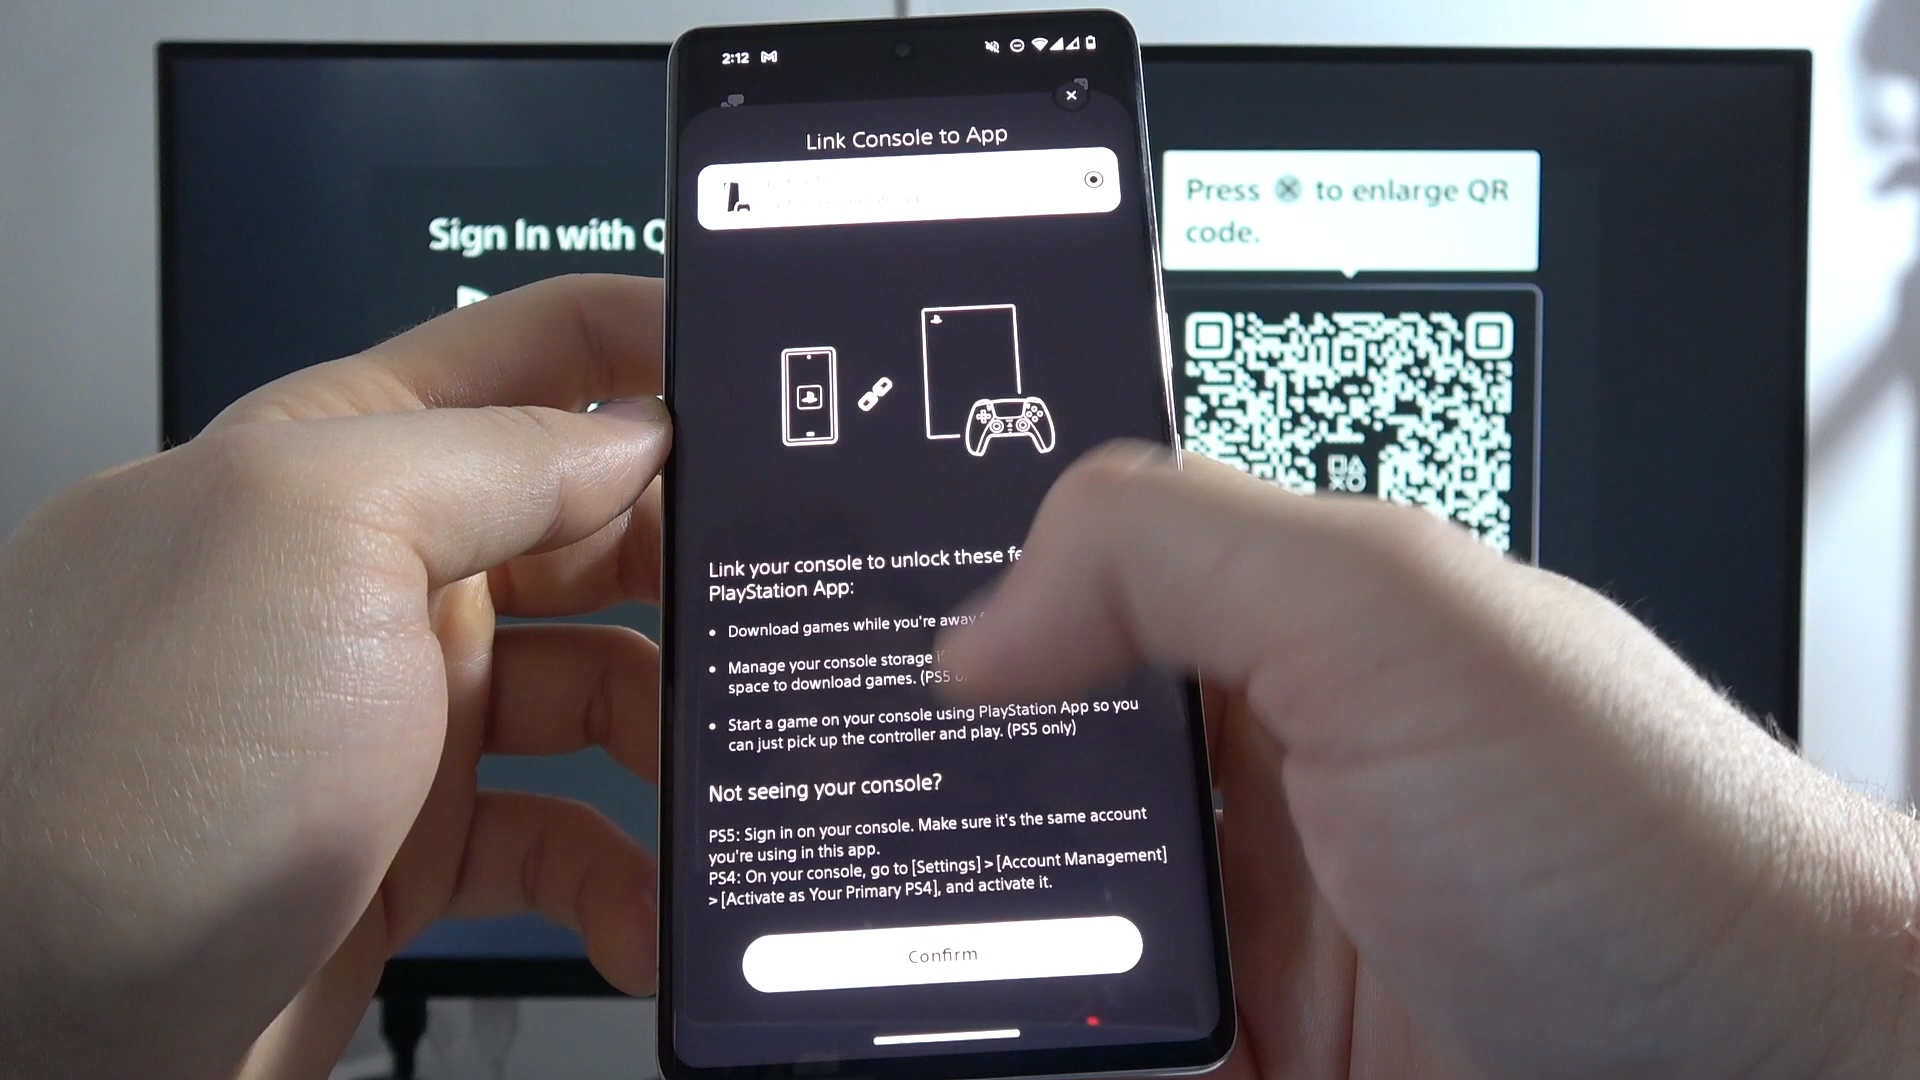 2:12
Link Console to App
Sign In with
Press ⊗ to enlarge QR
code.
Link your console to unlock these
PlayStation App:
• Download games while you're away
• Manage your console storage
space to download games. (PS5
• Start a game on your console using PlayStation App so you
can just pick up the controller and play. (PS5 only)
Not seeing your console?
PS5: Sign in on your console. Make sure it's the same account
you're using in this app.
PS4: On your console, go to [Settings] > [Account Management]
> [Activate as Your Primary PS4], and activate it.
Confirm